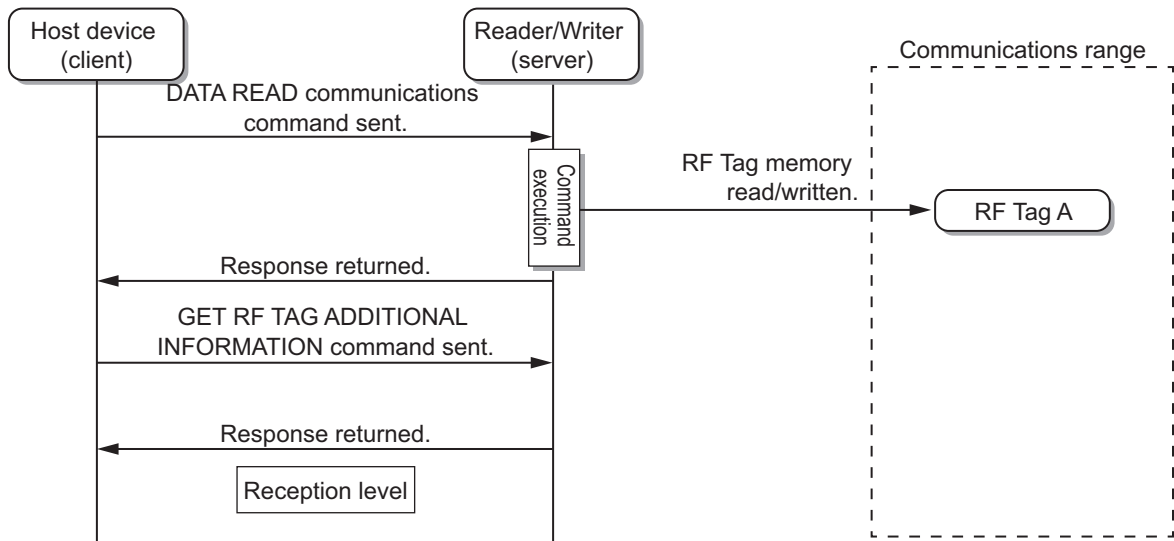 Host device
(client)
Reader/Writer
(server)
Communications range
DATA READ communications
command sent.
Command
execution
RF Tag memory
read/written.
RF Tag A
Response returned.
GET RF TAG ADDITIONAL
INFORMATION command sent.
Response returned.
Reception level